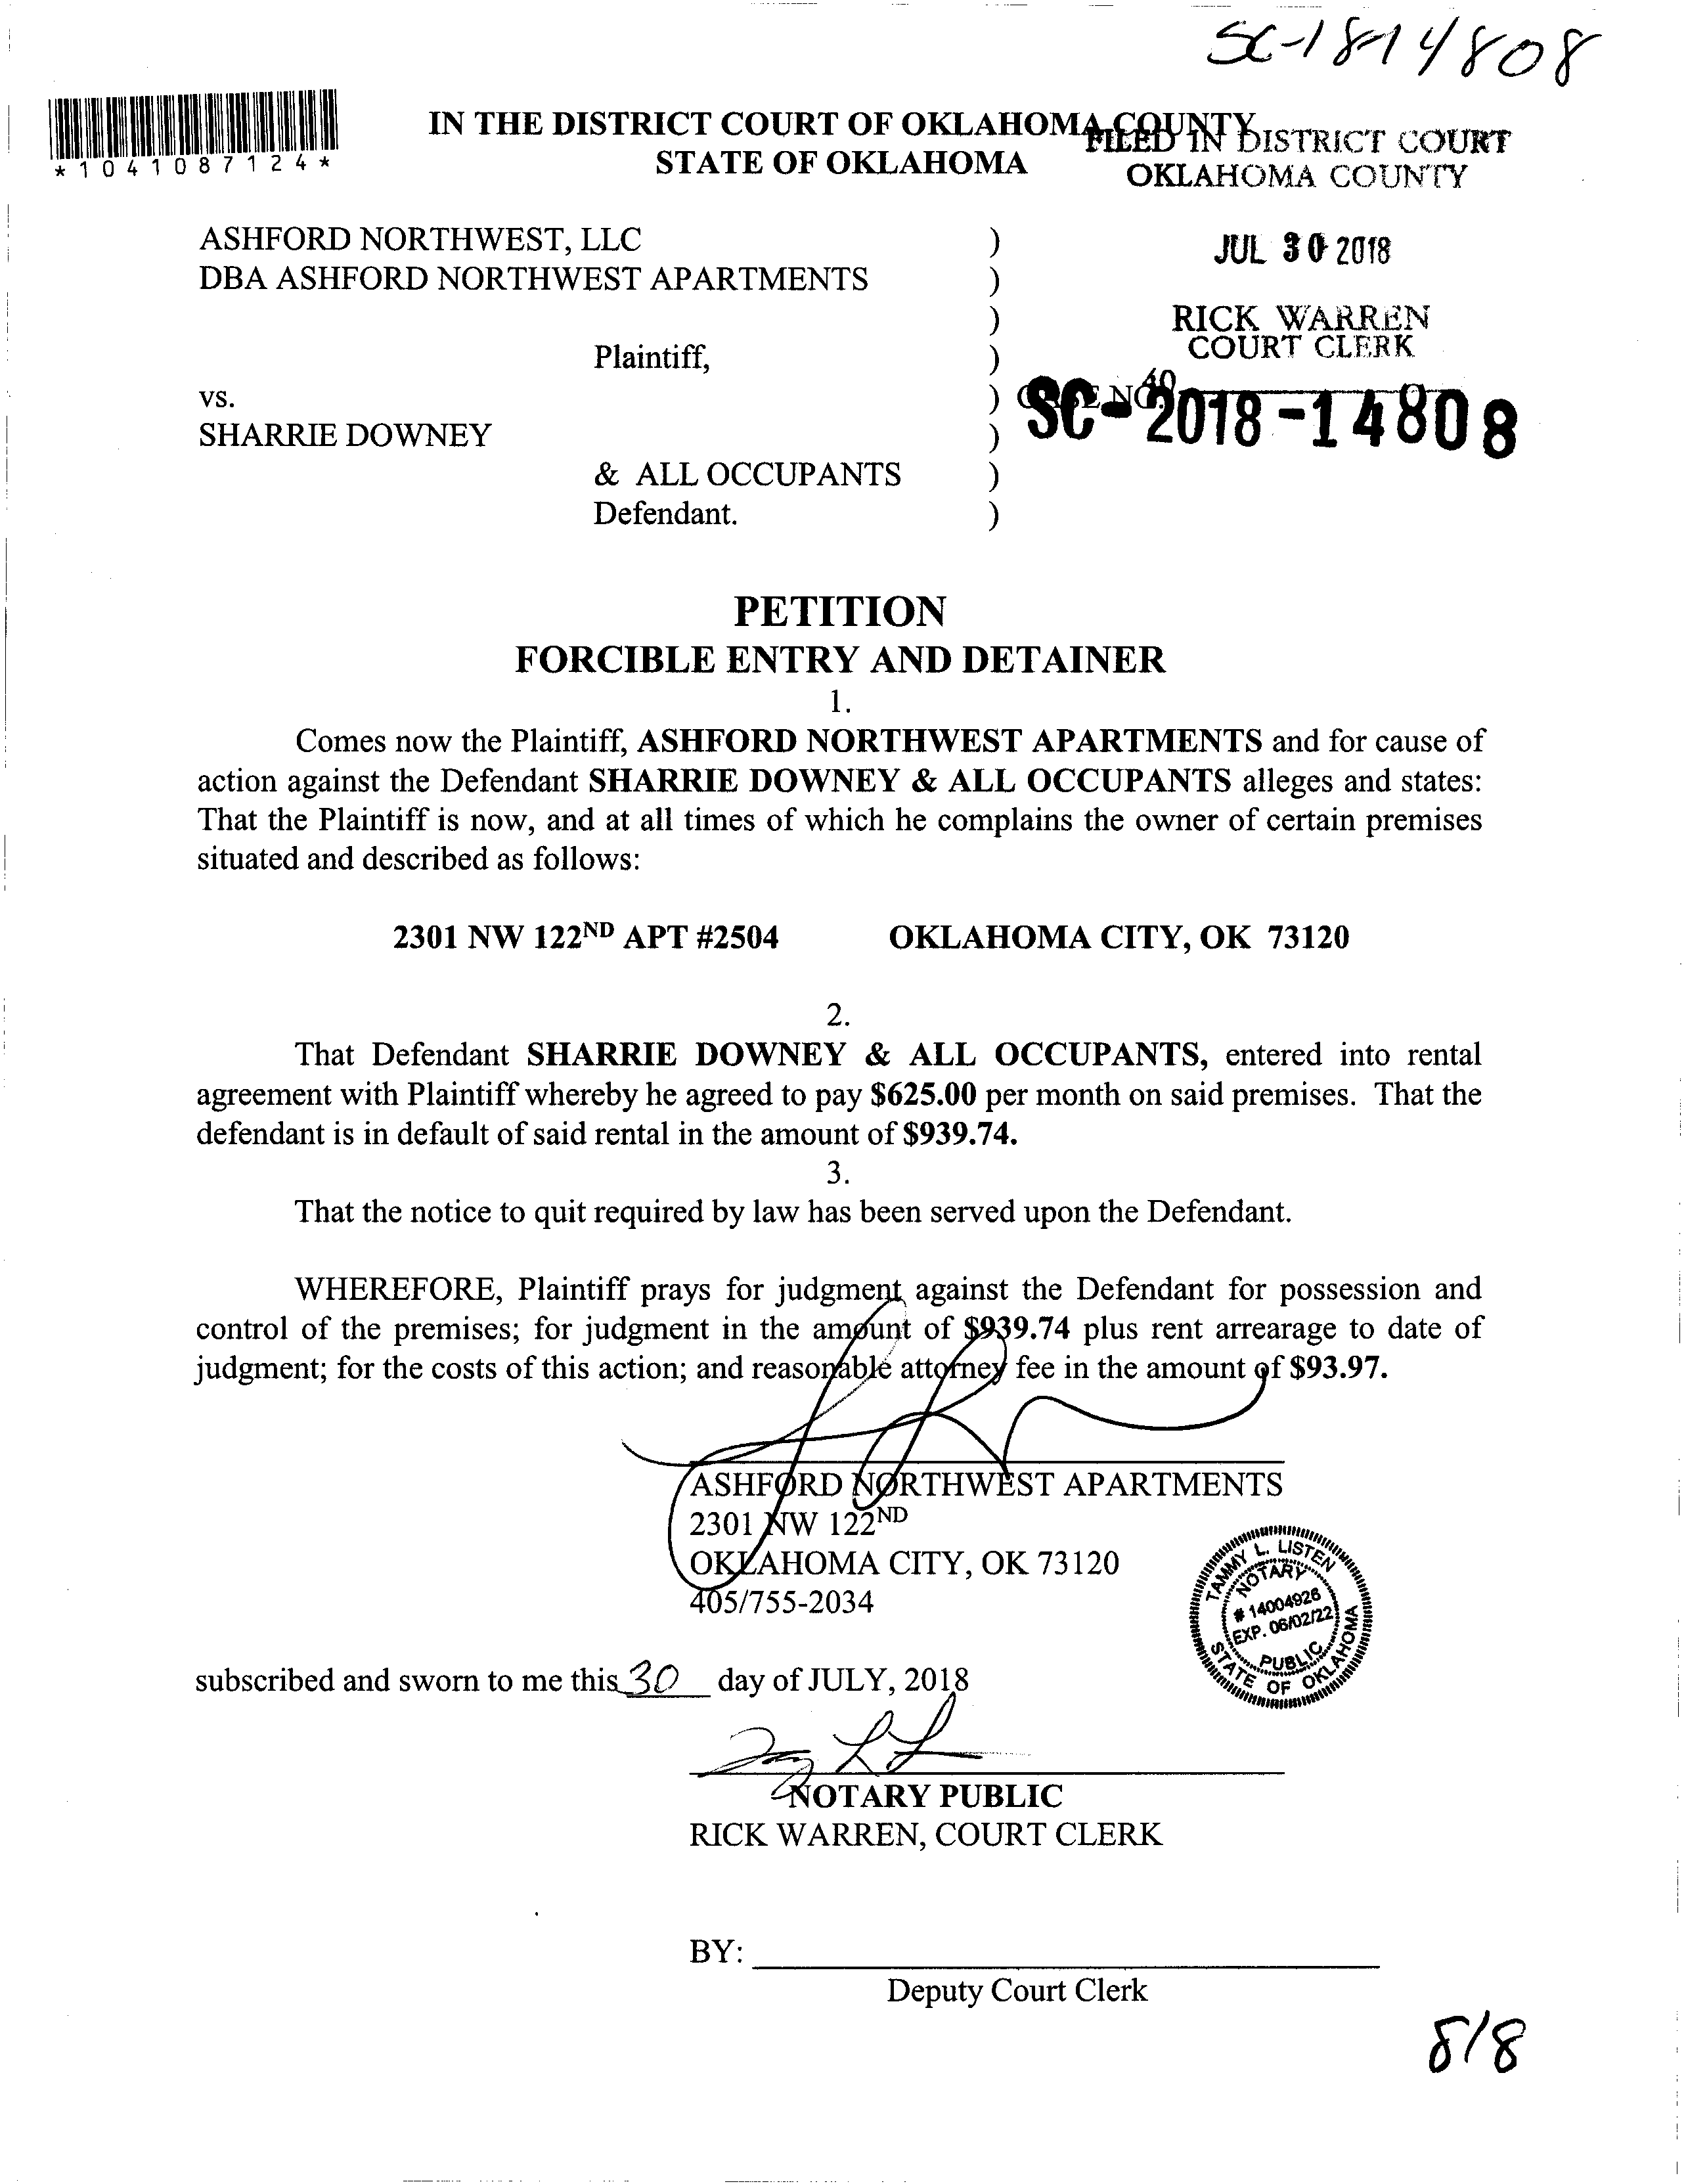 SC-18-14808
*1041087124*
IN THE DISTRICT COURT OF OKLAHOMA COUNTY
STATE OF OKLAHOMA
FILED IN DISTRICT COURT
OKLAHOMA COUNTY
JUL 30 2018
RICK WARREN
COURT CLERK
40
ASHFORD NORTHWEST, LLC )
DBA ASHFORD NORTHWEST APARTMENTS )
)
Plaintiff, )
vs. ) CASE NO.
SC-2018-14808
SHARRIE DOWNEY )
& ALL OCCUPANTS )
Defendant. )
PETITION
FORCIBLE ENTRY AND DETAINER
1.
Comes now the Plaintiff, ASHFORD NORTHWEST APARTMENTS and for cause of
action against the Defendant SHARRIE DOWNEY & ALL OCCUPANTS alleges and states:
That the Plaintiff is now, and at all times of which he complains the owner of certain premises
situated and described as follows:
2301 NW 122ND APT #2504 OKLAHOMA CITY, OK 73120
2.
That Defendant SHARRIE DOWNEY & ALL OCCUPANTS, entered into rental
agreement with Plaintiff whereby he agreed to pay $625.00 per month on said premises. That the
defendant is in default of said rental in the amount of $939.74.
3.
That the notice to quit required by law has been served upon the Defendant.
WHEREFORE, Plaintiff prays for judgment against the Defendant for possession and
control of the premises; for judgment in the amount of $939.74 plus rent arrearage to date of
judgment; for the costs of this action; and reasonable attorney fee in the amount of $93.97.
ASHFORD NORTHWEST APARTMENTS
2301 NW 122ND
OKLAHOMA CITY, OK 73120
405/755-2034
TAMMY L. LISTEN
NOTARY
# 14004926
EXP. 06/02/22
PUBLIC
STATE OF OKLAHOMA
subscribed and sworn to me this 30 day of JULY, 2018
NOTARY PUBLIC
RICK WARREN, COURT CLERK
BY:
Deputy Court Clerk
8/8